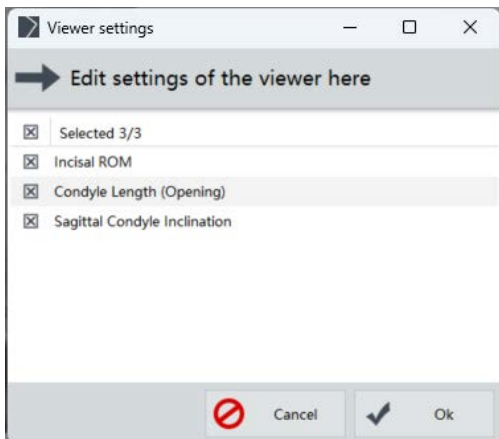 Viewer settings
Edit settings of the viewer here
Selected 3/3
Incisal ROM
Condyle Length (Opening)
Sagittal Condyle Inclination
Cancel
Ok